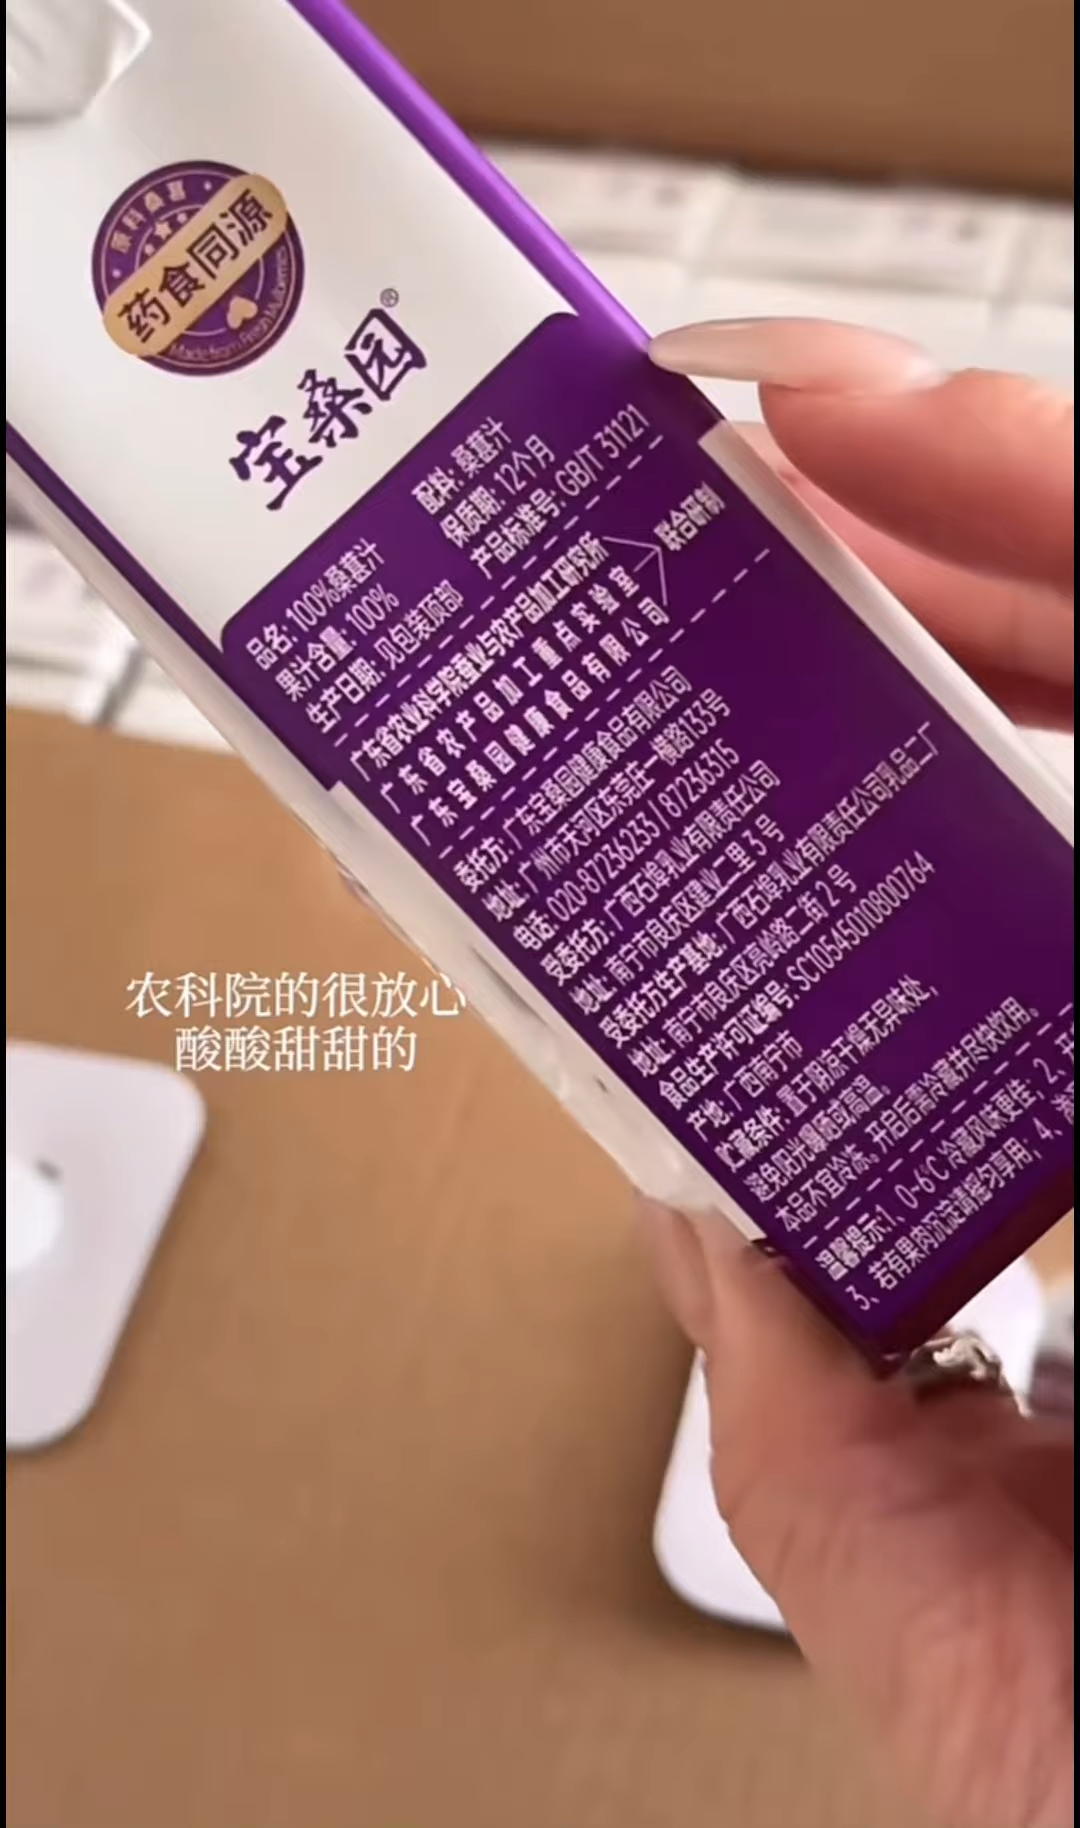 原料桑葚
药食同源
Made from Fresh Mulberries
宝桑园®
品名: 100%桑葚汁
配料: 桑葚汁
果汁含量: 100%
保质期: 12个月
生产日期: 见包装顶部
产品标准号: GB/T 31121
广东省农业科学院蚕业与农产品加工研究所
广东省农产品加工重点实验室
广东宝桑园健康食品有限公司
联合研制
委托方: 广东宝桑园健康食品有限公司
地址: 广州市天河区东莞庄一横路133号
电话: 020-87236233 / 87236315
受委托方: 广西石埠乳业有限责任公司
地址: 南宁市良庆区建业二里3号
受委托方生产基地: 广西石埠乳业有限责任公司乳品二厂
地址: 南宁市良庆区亮岭路二街2号
食品生产许可证编号: SC10545010800764
产地: 广西南宁市
贮藏条件: 置于阴凉干燥无异味处,
避免阳光曝晒或高温。
本品不宜冷冻。开启后需冷藏并尽快饮用。
温馨提示:1、0-6℃冷藏风味更佳; 2、开
3、若有果肉沉淀请摇匀享用; 4、
农科院的很放心
酸酸甜甜的